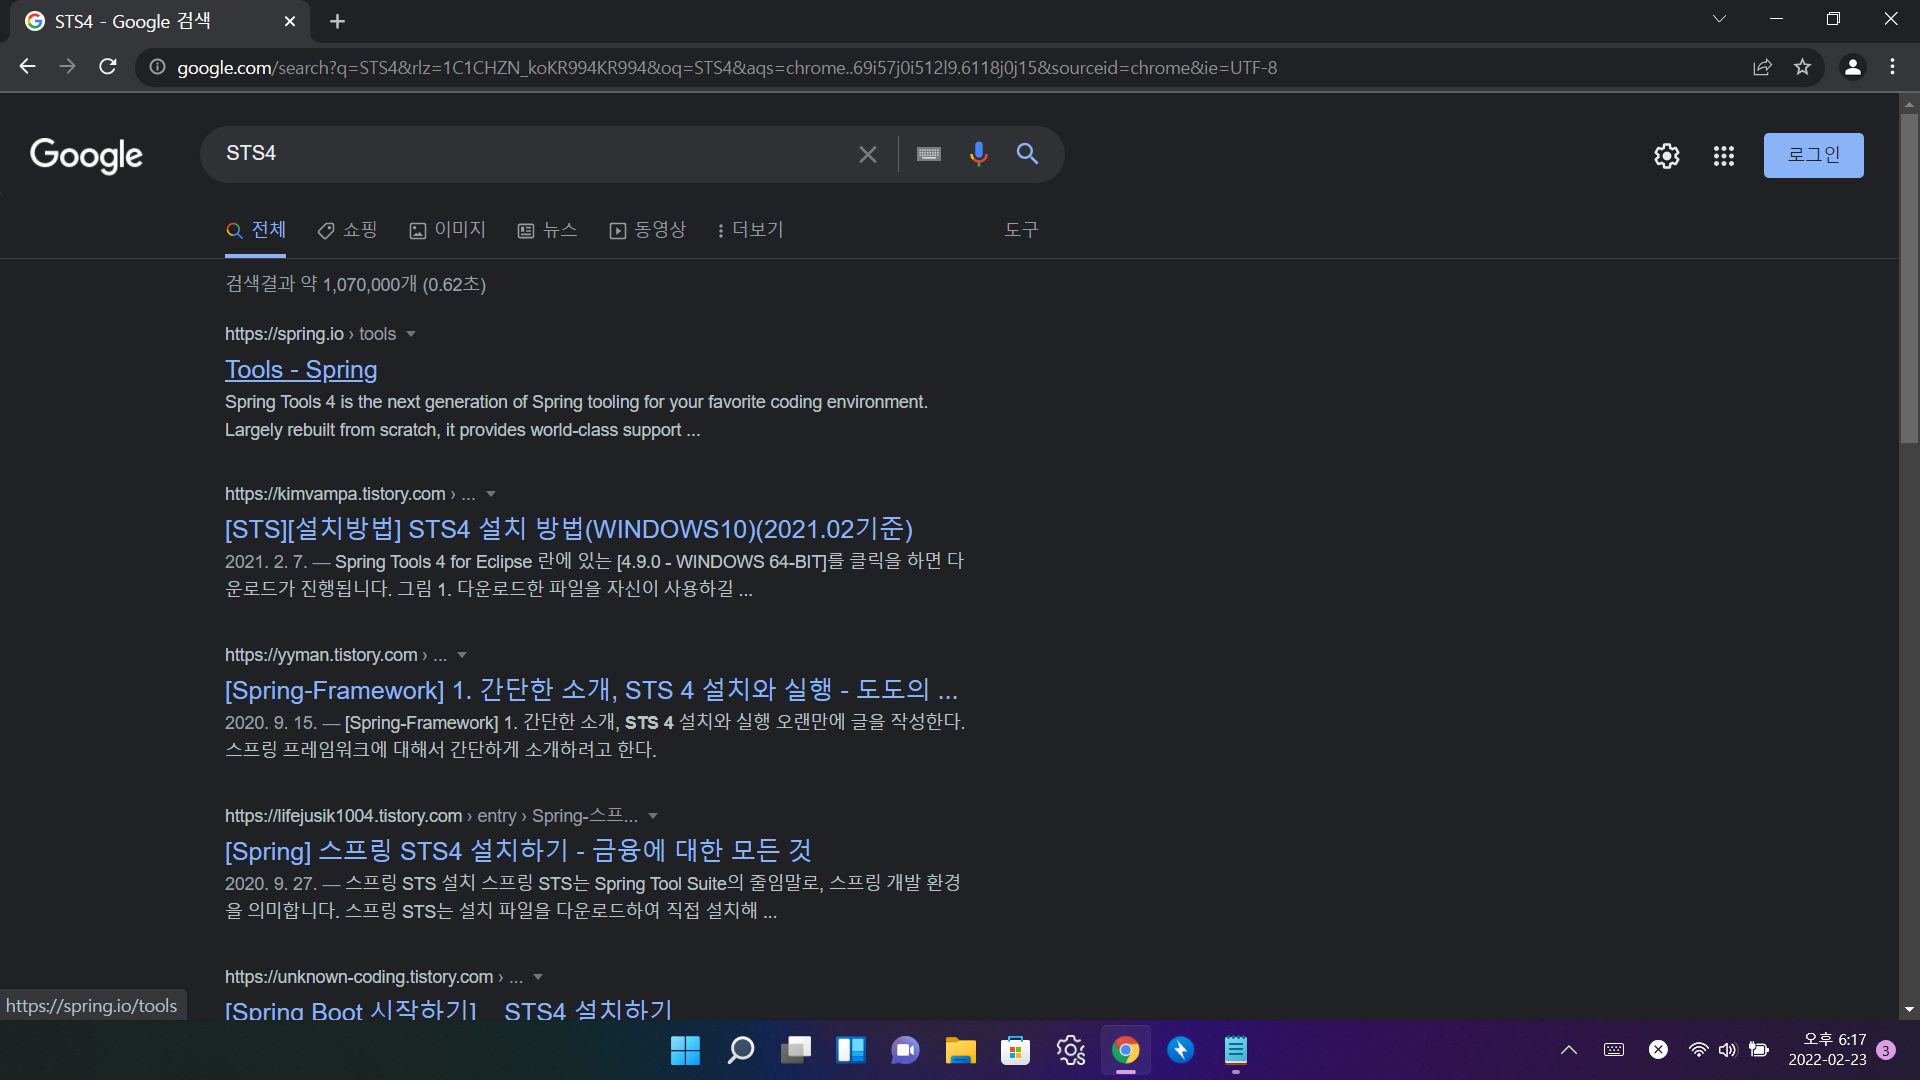 STS4 - Google 검색
google.com/search?q=STS4&rlz=1C1CHZN_koKR994KR994&oq=STS4&aqs=chrome..69i57j0i512l9.6118j0j15&sourceid=chrome&ie=UTF-8
Google
STS4
로그인
전체 쇼핑 이미지 뉴스 동영상 더보기 도구
검색결과 약 1,070,000개 (0.62초)
https://spring.io › tools
Tools - Spring
Spring Tools 4 is the next generation of Spring tooling for your favorite coding environment.
Largely rebuilt from scratch, it provides world-class support ...
https://kimvampa.tistory.com › ...
[STS][설치방법] STS4 설치 방법(WINDOWS10)(2021.02기준)
2021. 2. 7. — Spring Tools 4 for Eclipse 란에 있는 [4.9.0 - WINDOWS 64-BIT]를 클릭을 하면 다
운로드가 진행됩니다. 그림 1. 다운로드한 파일을 자신이 사용하길 ...
https://yyman.tistory.com › ...
[Spring-Framework] 1. 간단한 소개, STS 4 설치와 실행 - 도도의 ...
2020. 9. 15. — [Spring-Framework] 1. 간단한 소개, STS 4 설치와 실행 오랜만에 글을 작성한다.
스프링 프레임워크에 대해서 간단하게 소개하려고 한다.
https://lifejusik1004.tistory.com › entry › Spring-스프...
[Spring] 스프링 STS4 설치하기 - 금융에 대한 모든 것
2020. 9. 27. — 스프링 STS 설치 스프링 STS는 Spring Tool Suite의 줄임말로, 스프링 개발 환경
을 의미합니다. 스프링 STS는 설치 파일을 다운로드하여 직접 설치해 ...
https://unknown-coding.tistory.com › ...
[Spring Boot 시작하기] STS4 설치하기
https://spring.io/tools
오후 6:17
2022-02-23
3